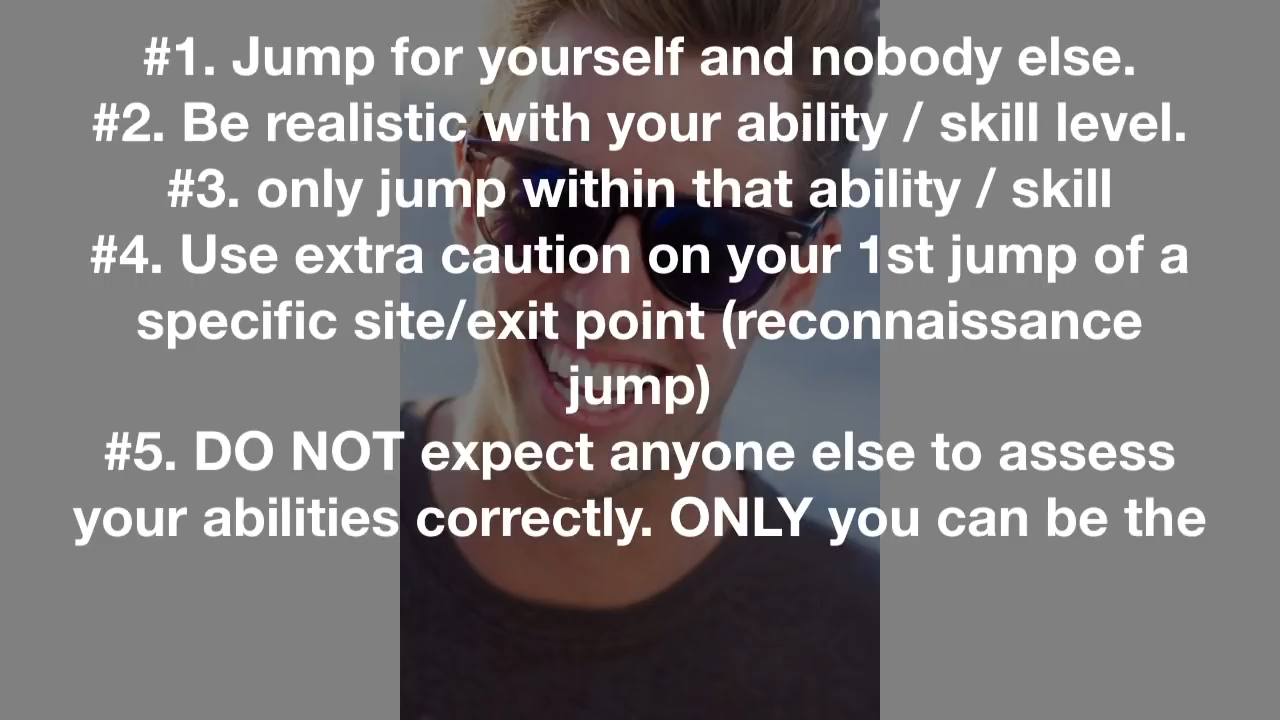 #1. Jump for yourself and nobody else.
#2. Be realistic with your ability / skill level.
#3. only jump within that ability / skill
#4. Use extra caution on your 1st jump of a
specific site/exit point (reconnaissance
jump)
#5. DO NOT expect anyone else to assess
your abilities correctly. ONLY you can be the